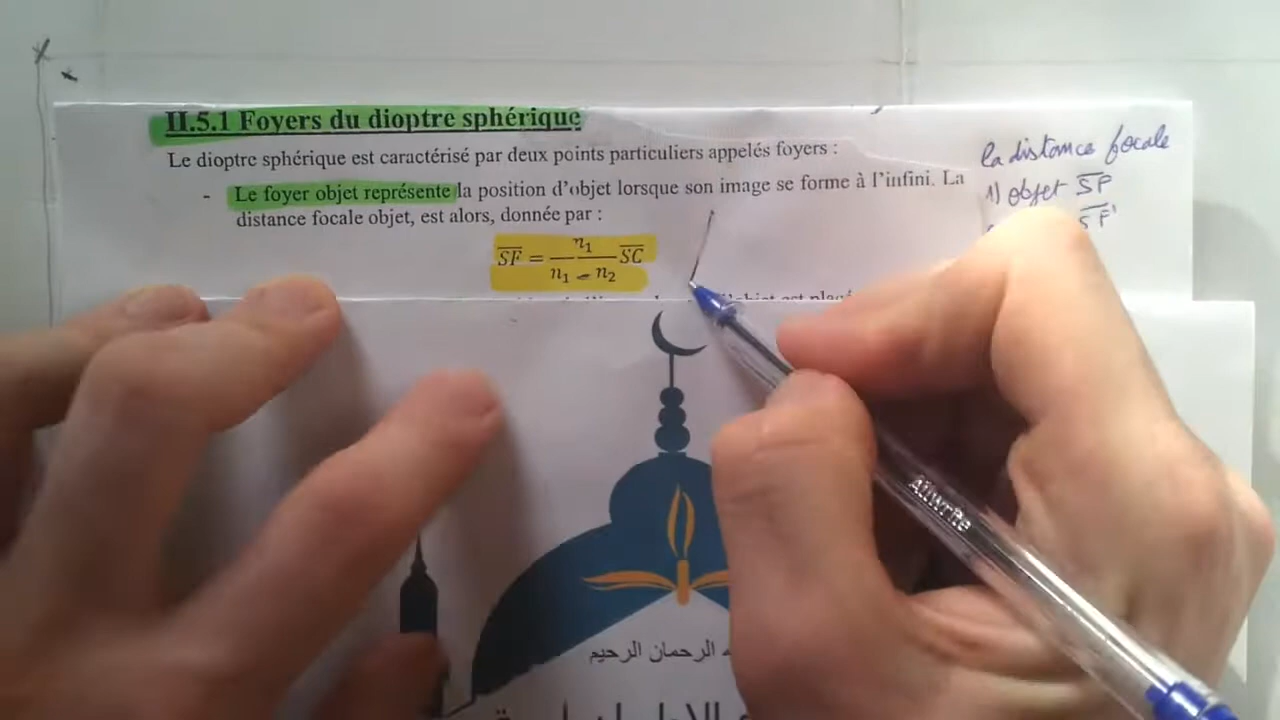 II.5.1 Foyers du dioptre sphérique
Le dioptre sphérique est caractérisé par deux points particuliers appelés foyers :
- Le foyer objet représente la position d'objet lorsque son image se forme à l'infini. La
distance focale objet, est alors, donnée par :
SF = n1 / (n1 - n2) SC
la distance focale
1) objet SF
SF'
Allwrite
الرحمان الرحيم